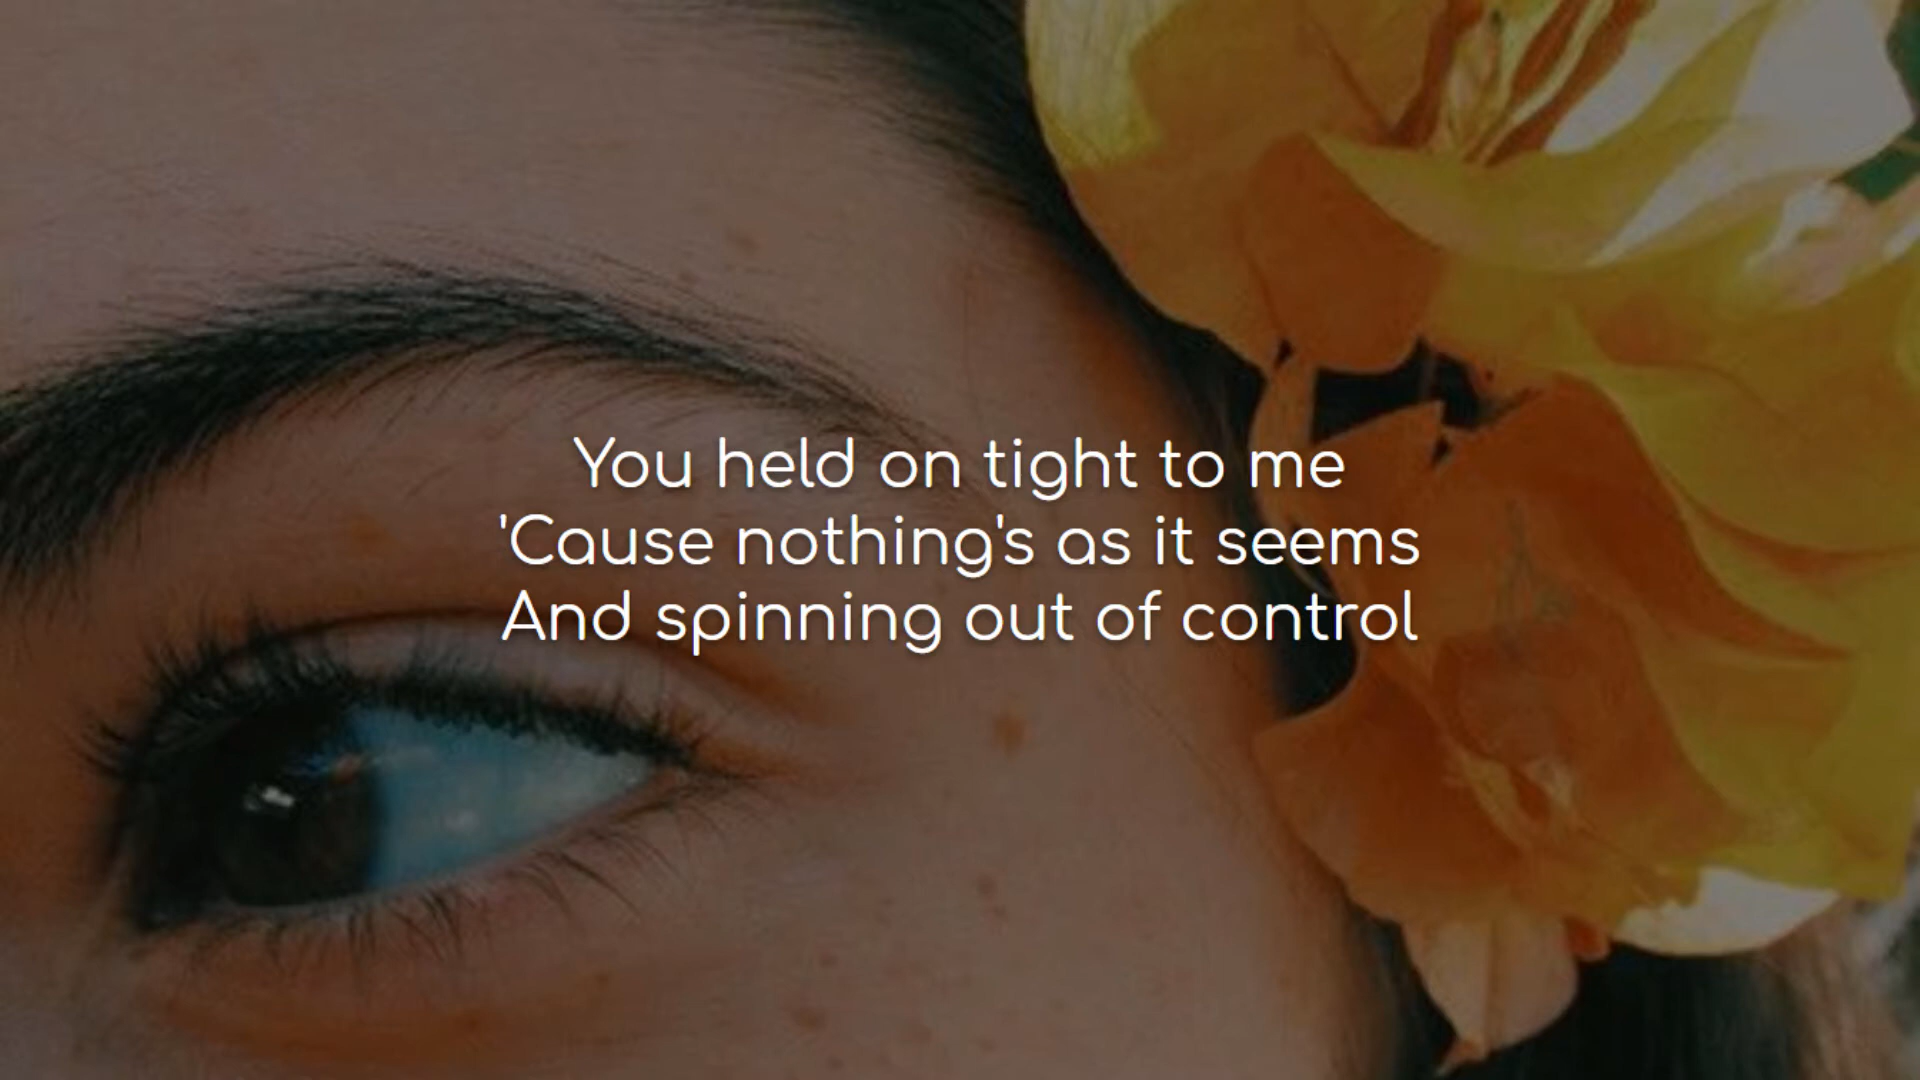 You held on tight to me
'Cause nothing's as it seems
And spinning out of control